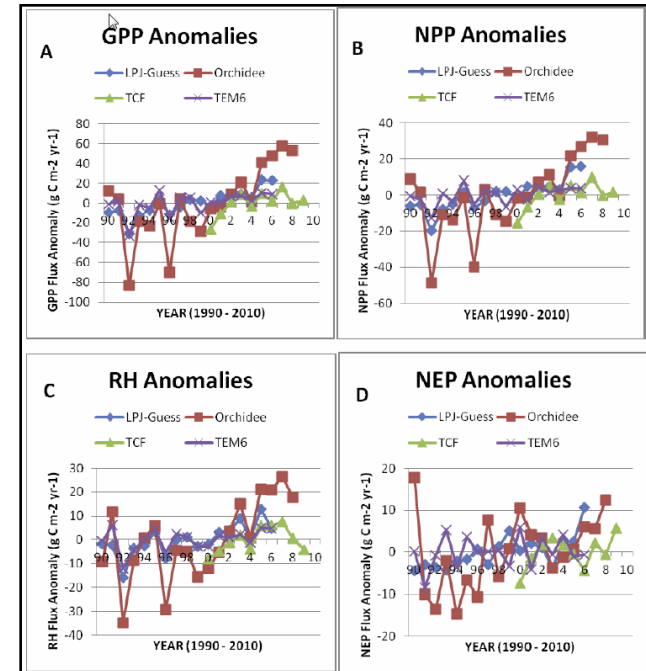 A
GPP Anomalies
LPJ-Guess Orchidee
TCF TEM6
GPP Flux Anomaly (g C m-2 yr-1)
80
60
40
20
0
-20
-40
-60
-80
-100
90 92 94 96 98 0 2 4 6 8 10
YEAR (1990 - 2010)
B
NPP Anomalies
LPJ-Guess Orchidee
TCF TEM6
NPP Flux Anomaly (g C m-2 yr-1)
40
20
0
-20
-40
-60
90 92 94 96 98 0 2 4 6 8 10
YEAR (1990 - 2010)
C
RH Anomalies
LPJ-Guess Orchidee
TCF TEM6
RH Flux Anomaly (g C m-2 yr-1)
30
20
10
0
-10
-20
-30
-40
90 92 94 96 98 0 2 4 6 8 10
YEAR (1990 - 2010)
D
NEP Anomalies
LPJ-Guess Orchidee
TCF TEM6
NEP Flux Anomaly (g C m-2 yr-1)
20
10
0
-10
-20
90 92 94 96 98 0 2 4 6 8 10
YEAR (1990 - 2010)